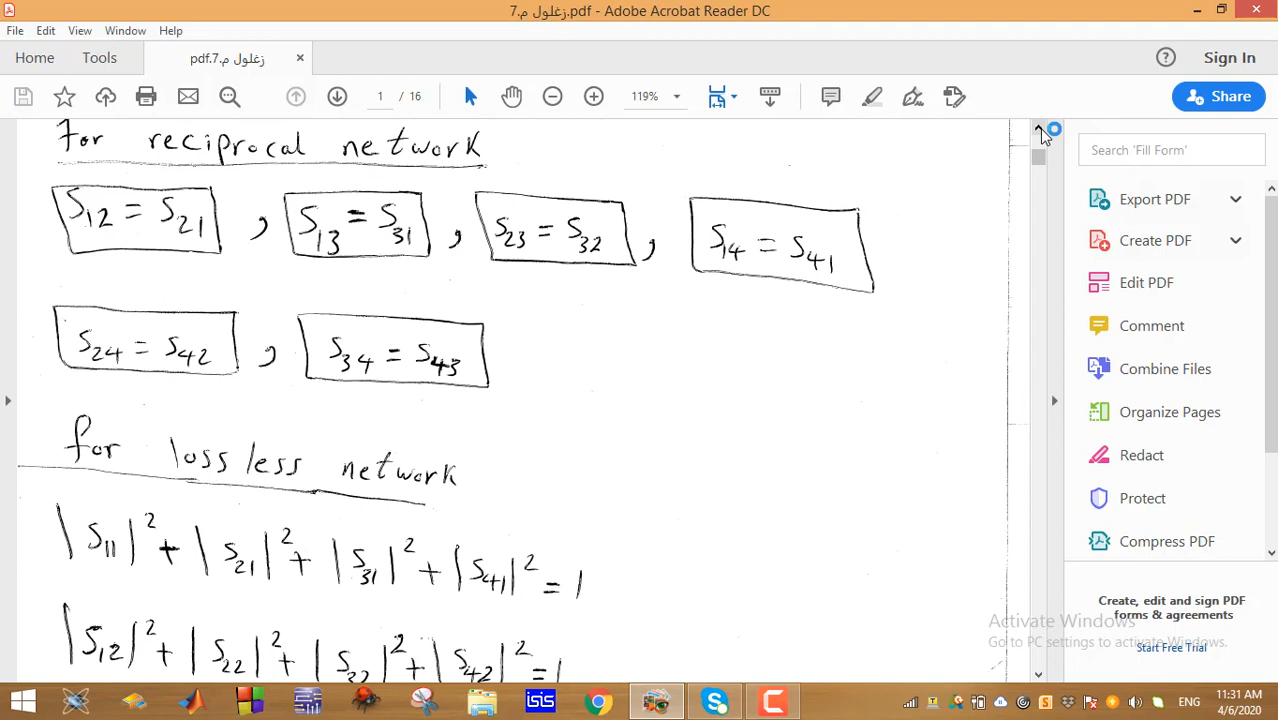 زغلول م.7.pdf - Adobe Acrobat Reader DC
File Edit View Window Help
Home Tools زغلول م.7.pdf × Sign In
1 / 16 119% Share
For reciprocal network
S12 = S21 , S13 = S31 , S23 = S32 , S14 = S41
S24 = S42 , S34 = S43
for lossless network
|S11|² + |S21|² + |S31|² + |S41|² = 1
|S12|² + |S22|² + |S32|² + |S42|² = 1
Search 'Fill Form'
Export PDF
Create PDF
Edit PDF
Comment
Combine Files
Organize Pages
Redact
Protect
Compress PDF
Create, edit and sign PDF
forms & agreements
Start Free Trial
Activate Windows
Go to PC settings to activate Windows.
isis
ENG
11:31 AM
4/6/2020